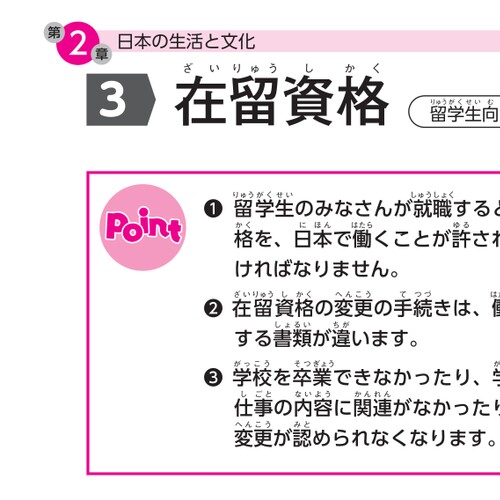 第2章 日本の生活と文化
3 在留資格 留学生向
Point
❶ 留学生のみなさんが就職すると
格を、日本で働くことが許され
ければなりません。
❷ 在留資格の変更の手続きは、
する書類が違います。
❸ 学校を卒業できなかったり、
仕事の内容に関連がなかったり
変更が認められなくなります。